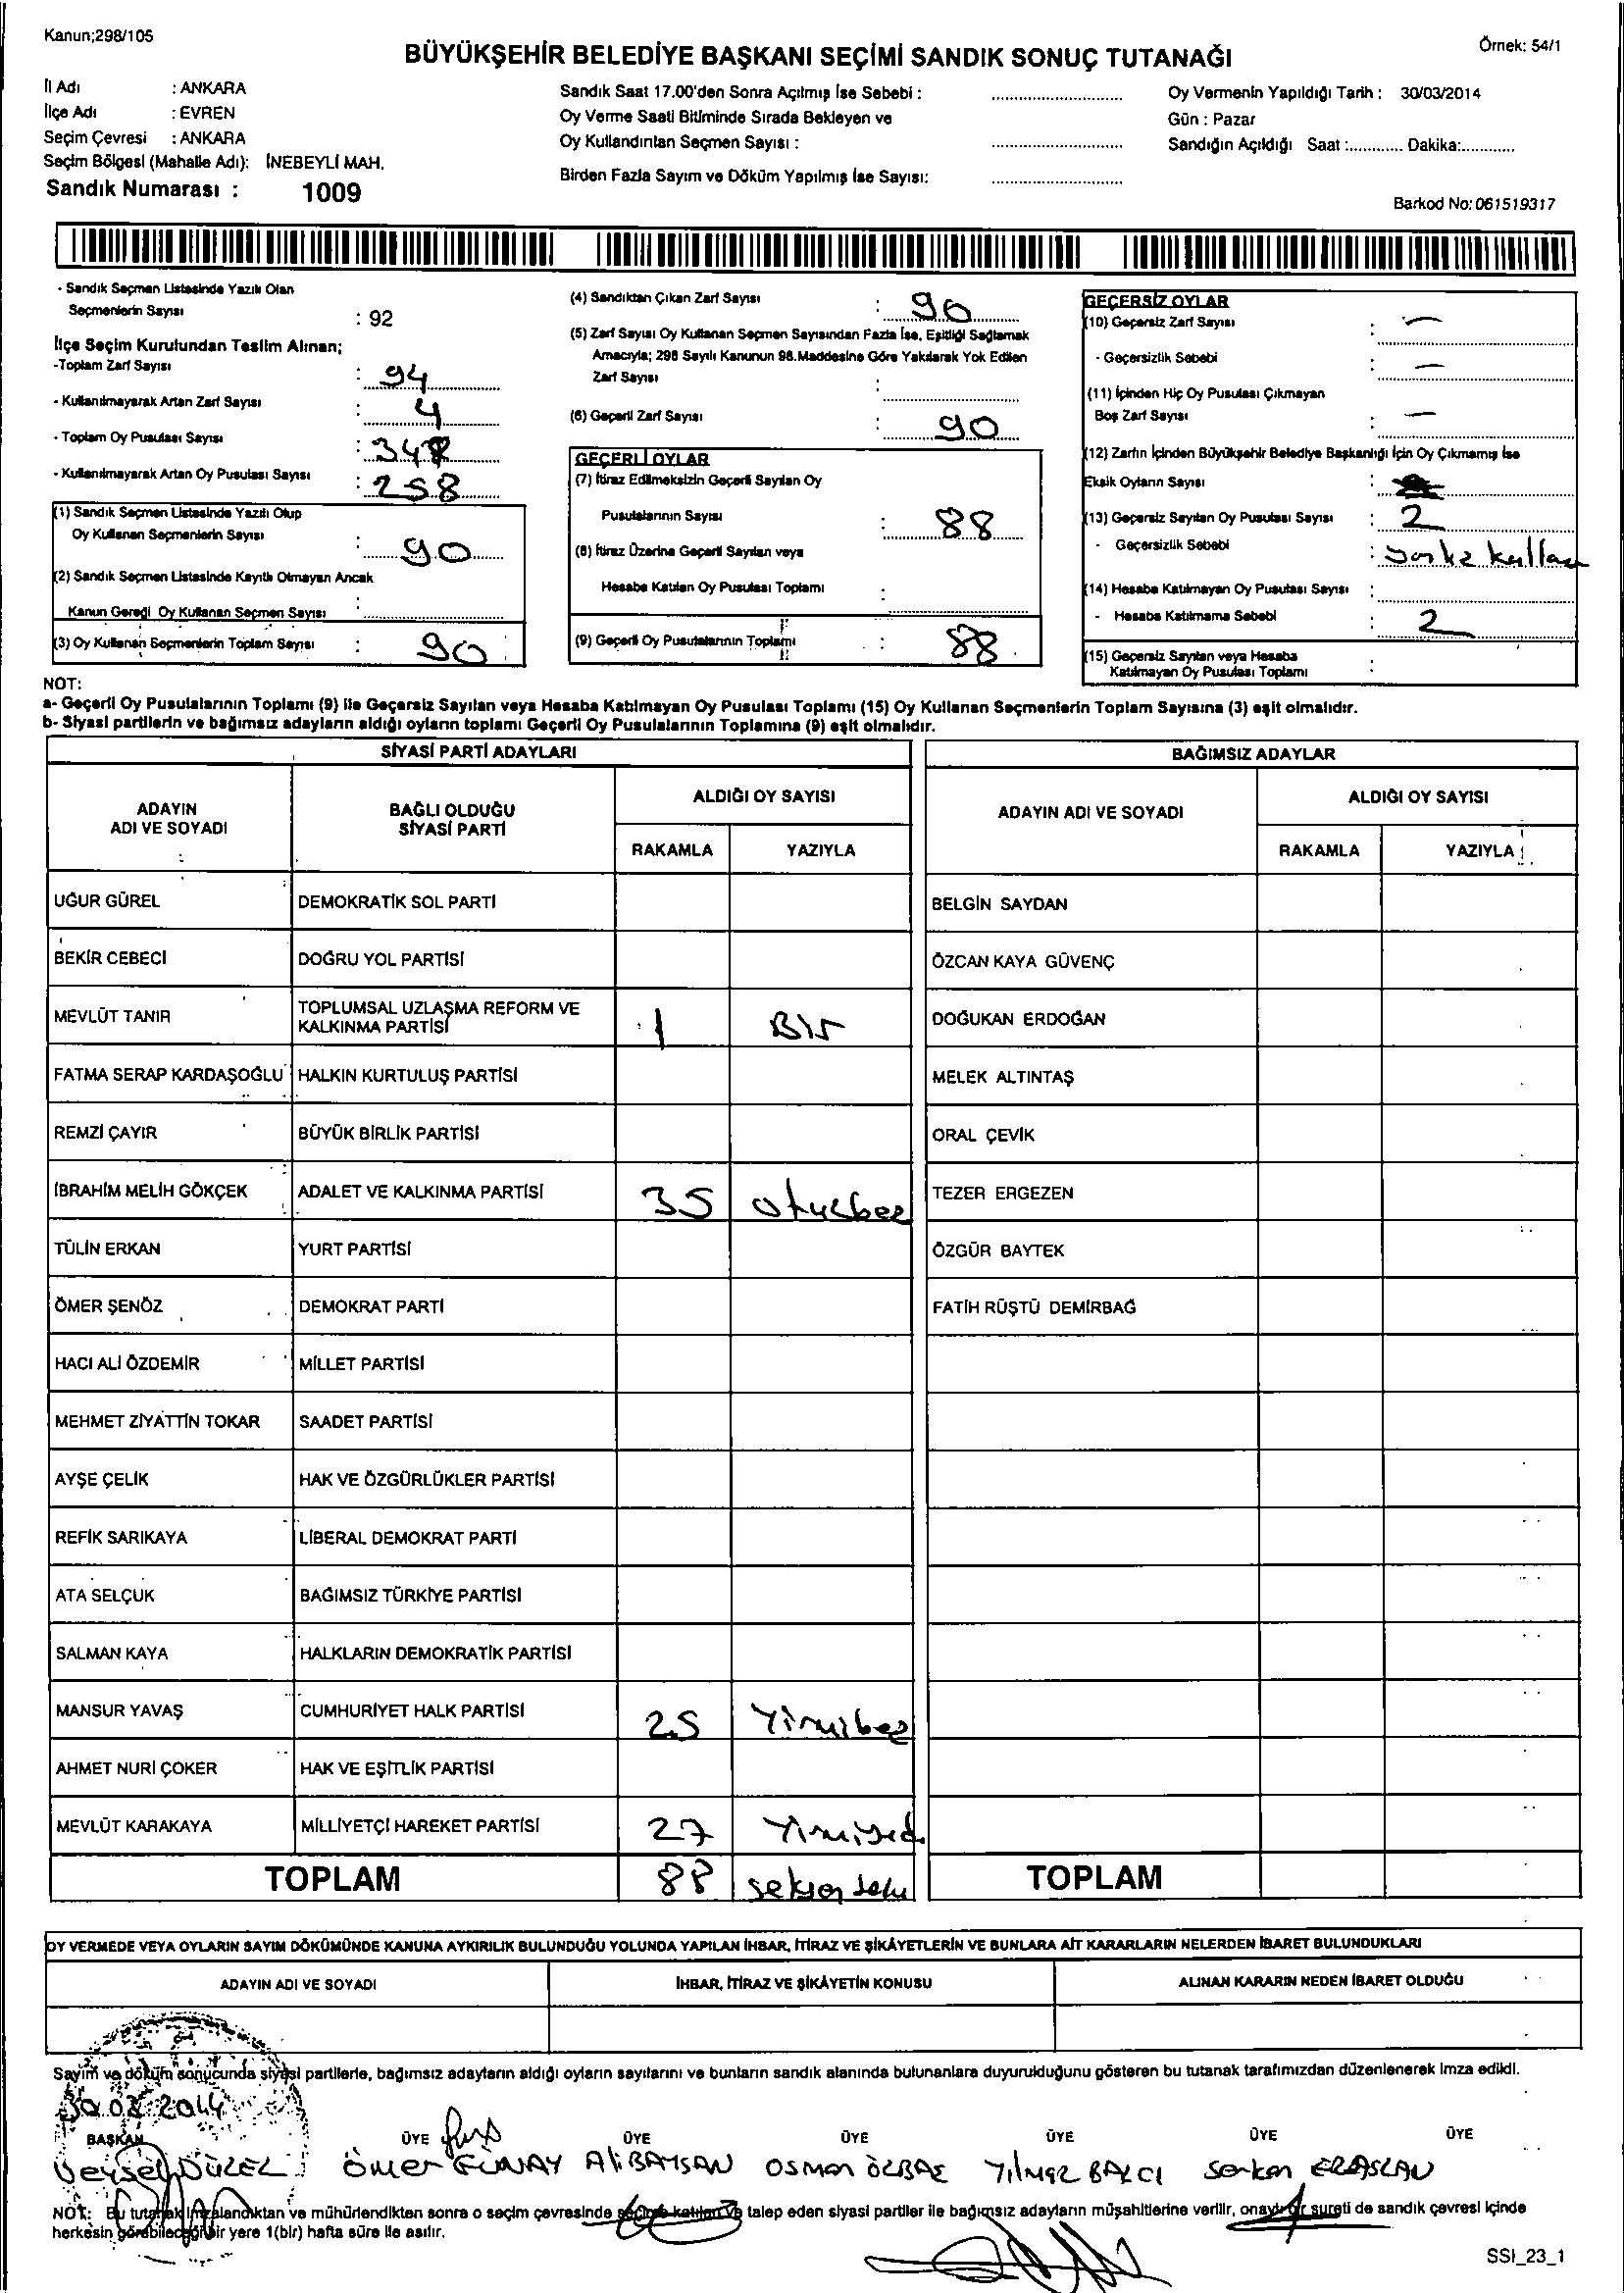 Kanun;298/105
Örnek: 54/1
BÜYÜKŞEHİR BELEDİYE BAŞKANI SEÇİMİ SANDIK SONUÇ TUTANAĞI
İl Adı : ANKARA
İlçe Adı : EVREN
Seçim Çevresi : ANKARA
Seçim Bölgesi (Mahalle Adı): İNEBEYLİ MAH.
Sandık Numarası : 1009
Sandık Saat 17.00'den Sonra Açılmış İse Sebebi :
Oy Verme Saati Bitiminde Sırada Bekleyen ve
Oy Kullandırılan Seçmen Sayısı :
Birden Fazla Sayım ve Döküm Yapılmış İse Sayısı:
Oy Vermenin Yapıldığı Tarih : 30/03/2014
Gün : Pazar
Sandığın Açıldığı Saat :............ Dakika:............
Barkod No: 061519317
- Sandık Seçmen Listesinde Yazılı Olan
Seçmenlerin Sayısı : 92
İlçe Seçim Kurulundan Teslim Alınan;
-Toplam Zarf Sayısı : 94
- Kullanılmayarak Artan Zarf Sayısı : 4
- Toplam Oy Pusulası Sayısı : 348
- Kullanılmayarak Artan Oy Pusulası Sayısı : 258
(1) Sandık Seçmen Listesinde Yazılı Olup
Oy Kullanan Seçmenlerin Sayısı : 90
(2) Sandık Seçmen Listesinde Kayıtlı Olmayan Ancak
Kanun Gereği Oy Kullanan Seçmen Sayısı :
(3) Oy Kullanan Seçmenlerin Toplam Sayısı : 90
(4) Sandıktan Çıkan Zarf Sayısı : 90
(5) Zarf Sayısı Oy Kullanan Seçmen Sayısından Fazla İse, Eşitliği Sağlamak
Amacıyla; 298 Sayılı Kanunun 98.Maddesine Göre Yakılarak Yok Edilen
Zarf Sayısı :
(6) Geçerli Zarf Sayısı : 90
GEÇERLİ OYLAR
(7) İtiraz Edilmeksizin Geçerli Sayılan Oy
Pusulalarının Sayısı : 88
(8) İtiraz Üzerine Geçerli Sayılan veya
Hesaba Katılan Oy Pusulası Toplamı :
(9) Geçerli Oy Pusulalarının Toplamı : 88
GEÇERSİZ OYLAR
(10) Geçersiz Zarf Sayısı : —
- Geçersizlik Sebebi : —
(11) İçinden Hiç Oy Pusulası Çıkmayan
Boş Zarf Sayısı : —
(12) Zarfın İçinden Büyükşehir Belediye Başkanlığı İçin Oy Çıkmamış İse
Eksik Oyların Sayısı :
(13) Geçersiz Sayılan Oy Pusulası Sayısı : 2
- Geçersizlik Sebebi :
(14) Hesaba Katılmayan Oy Pusulası Sayısı :
- Hesaba Katılmama Sebebi : 2
(15) Geçersiz Sayılan veya Hesaba
Katılmayan Oy Pusulası Toplamı :
NOT:
a- Geçerli Oy Pusulalarının Toplamı (9) ile Geçersiz Sayılan veya Hesaba Katılmayan Oy Pusulası Toplamı (15) Oy Kullanan Seçmenlerin Toplam Sayısına (3) eşit olmalıdır.
b- Siyasi partilerin ve bağımsız adayların aldığı oyların toplamı Geçerli Oy Pusulalarının Toplamına (9) eşit olmalıdır.
SİYASİ PARTİ ADAYLARI
ADAYIN ADI VE SOYADI
BAĞLI OLDUĞU SİYASİ PARTİ
ALDIĞI OY SAYISI
RAKAMLA YAZIYLA
UĞUR GÜREL DEMOKRATİK SOL PARTİ
BEKİR CEBECİ DOĞRU YOL PARTİSİ
MEVLÜT TANIR TOPLUMSAL UZLAŞMA REFORM VE KALKINMA PARTİSİ 1 Bir
FATMA SERAP KARDAŞOĞLU HALKIN KURTULUŞ PARTİSİ
REMZİ ÇAYIR BÜYÜK BİRLİK PARTİSİ
İBRAHİM MELİH GÖKÇEK ADALET VE KALKINMA PARTİSİ 35 otuzbeş
TÜLİN ERKAN YURT PARTİSİ
ÖMER ŞENÖZ DEMOKRAT PARTİ
HACI ALİ ÖZDEMİR MİLLET PARTİSİ
MEHMET ZİYATTİN TOKAR SAADET PARTİSİ
AYŞE ÇELİK HAK VE ÖZGÜRLÜKLER PARTİSİ
REFİK SARIKAYA LİBERAL DEMOKRAT PARTİ
ATA SELÇUK BAĞIMSIZ TÜRKİYE PARTİSİ
SALMAN KAYA HALKLARIN DEMOKRATİK PARTİSİ
MANSUR YAVAŞ CUMHURİYET HALK PARTİSİ 25 Yirmibeş
AHMET NURİ ÇOKER HAK VE EŞİTLİK PARTİSİ
MEVLÜT KARAKAYA MİLLİYETÇİ HAREKET PARTİSİ 27 Yirmiyedi
TOPLAM 88 seksen sekiz
BAĞIMSIZ ADAYLAR
ADAYIN ADI VE SOYADI
ALDIĞI OY SAYISI
RAKAMLA YAZIYLA
BELGİN SAYDAN
ÖZCAN KAYA GÜVENÇ
DOĞUKAN ERDOĞAN
MELEK ALTINTAŞ
ORAL ÇEVİK
TEZER ERGEZEN
ÖZGÜR BAYTEK
FATİH RÜŞTÜ DEMİRBAĞ
TOPLAM
OY VERMEDE VEYA OYLARIN SAYIM DÖKÜMÜNDE KANUNA AYKIRILIK BULUNDUĞU YOLUNDA YAPILAN İHBAR, İTİRAZ VE ŞİKÂYETLERİN VE BUNLARA AİT KARARLARIN NELERDEN İBARET BULUNDUKLARI
ADAYIN ADI VE SOYADI İHBAR, İTİRAZ VE ŞİKÂYETİN KONUSU ALINAN KARARIN NEDEN İBARET OLDUĞU
Sayım ve döküm sonucunda siyasi partilerle, bağımsız adayların aldığı oyların sayılarını ve bunların sandık alanında bulunanlara duyurulduğunu gösteren bu tutanak tarafımızdan düzenlenerek imza edildi.
30.03.2014
BAŞKAN ÜYE ÜYE ÜYE ÜYE ÜYE ÜYE
Veysel DÜZEL Ömer GÜNAY Ali BAYSAN Osman ÖZBAŞ Yılmaz BALCI Serkan ERASLAN
NOT: Bu tutanak imzalandıktan ve mühürlendikten sonra o seçim çevresinde seçime katılan ve talep eden siyasi partiler ile bağımsız adayların müşahitlerine verilir, onaylı bir sureti de sandık çevresi içinde
herkesin görebileceği bir yere 1(bir) hafta süre ile asılır.
SSI_23_1